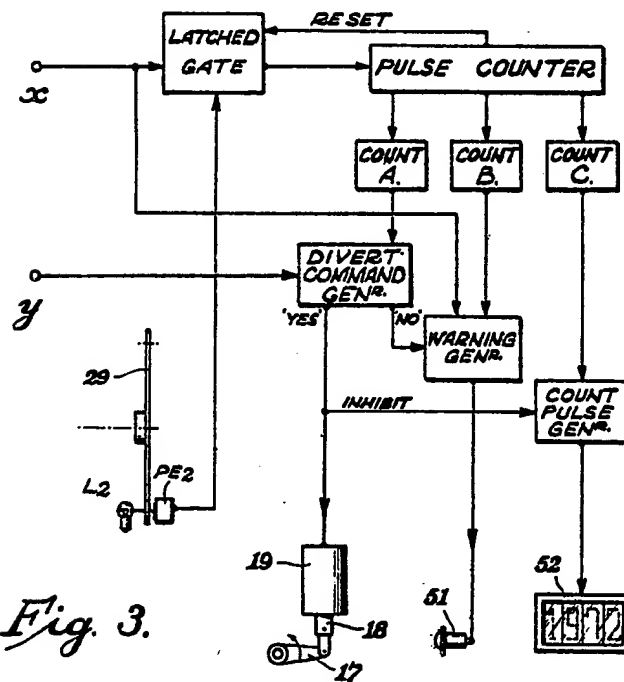 RESET
LATCHED
GATE
PULSE COUNTER
x
COUNT
A.
COUNT
B.
COUNT
C.
DIVERT
COMMAND
GENR.
y
'YES'
'NO'
WARNING
GENR.
29
INHIBIT
COUNT
PULSE
GENR.
L2
PE2
19
52
51
1972
18
17
Fig. 3.